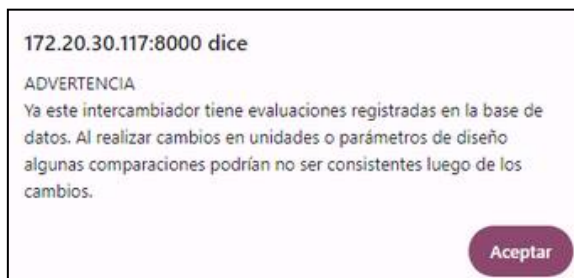 172.20.30.117:8000 dice
ADVERTENCIA
Ya este intercambiador tiene evaluaciones registradas en la base de
datos. Al realizar cambios en unidades o parámetros de diseño
algunas comparaciones podrían no ser consistentes luego de los
cambios.
Aceptar